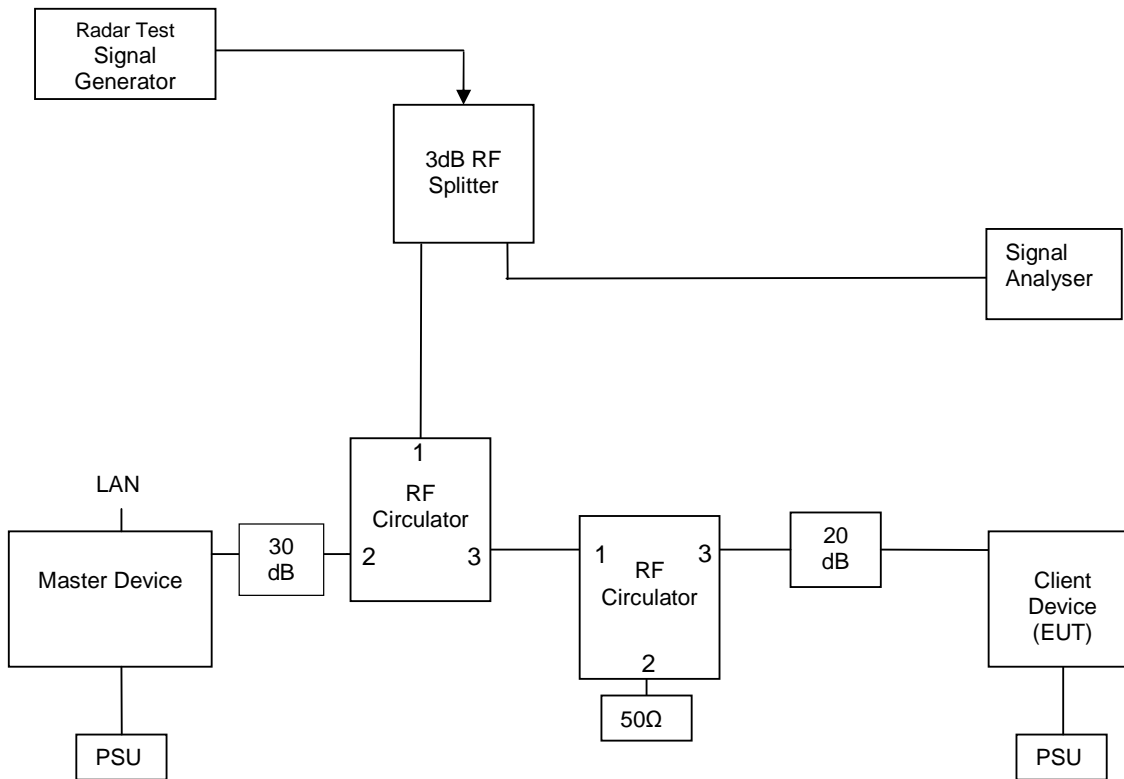 Radar Test
Signal
Generator
3dB RF
Splitter
Signal
Analyser
1
RF
Circulator
2
3
LAN
30
dB
Master Device
1
3
RF
Circulator
2
20
dB
Client
Device
(EUT)
50Ω
PSU
PSU